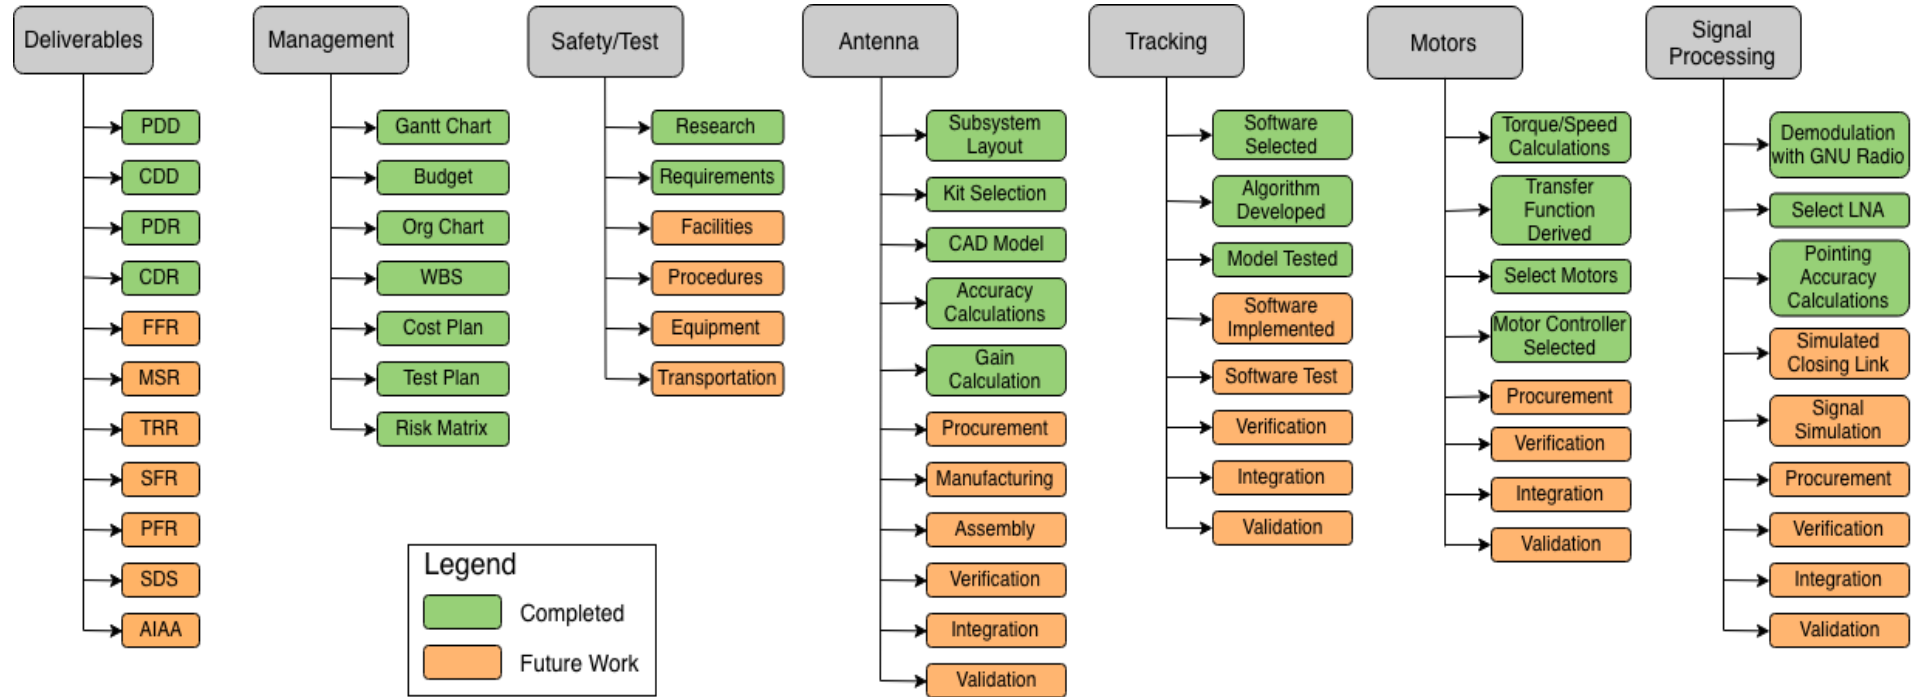 Deliverables
PDD
CDD
PDR
CDR
FFR
MSR
TRR
SFR
PFR
SDS
AIAA
Management
Gantt Chart
Budget
Org Chart
WBS
Cost Plan
Test Plan
Risk Matrix
Safety/Test
Research
Requirements
Facilities
Procedures
Equipment
Transportation
Antenna
Subsystem
Layout
Kit Selection
CAD Model
Accuracy
Calculations
Gain
Calculation
Procurement
Manufacturing
Assembly
Verification
Integration
Validation
Tracking
Software
Selected
Algorithm
Developed
Model Tested
Software
Implemented
Software Test
Verification
Integration
Validation
Motors
Torque/Speed
Calculations
Transfer
Function
Derived
Select Motors
Motor Controller
Selected
Procurement
Verification
Integration
Validation
Signal
Processing
Demodulation
with GNU Radio
Select LNA
Pointing
Accuracy
Calculations
Simulated
Closing Link
Signal
Simulation
Procurement
Verification
Integration
Validation
Legend
Completed
Future Work